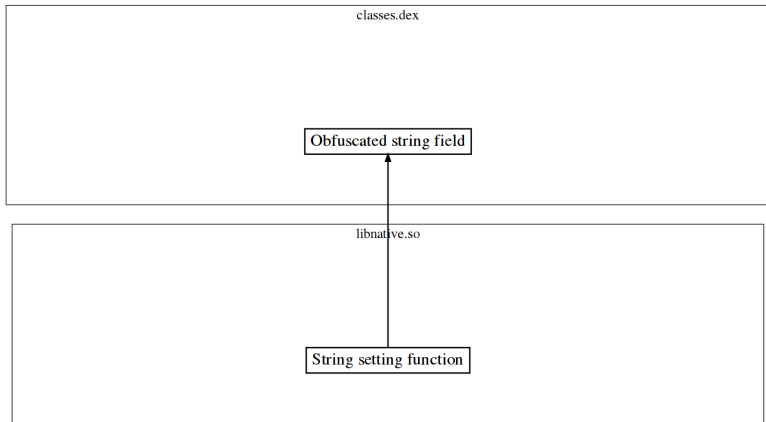 classes.dex
Obfuscated string field
libnative.so
String setting function